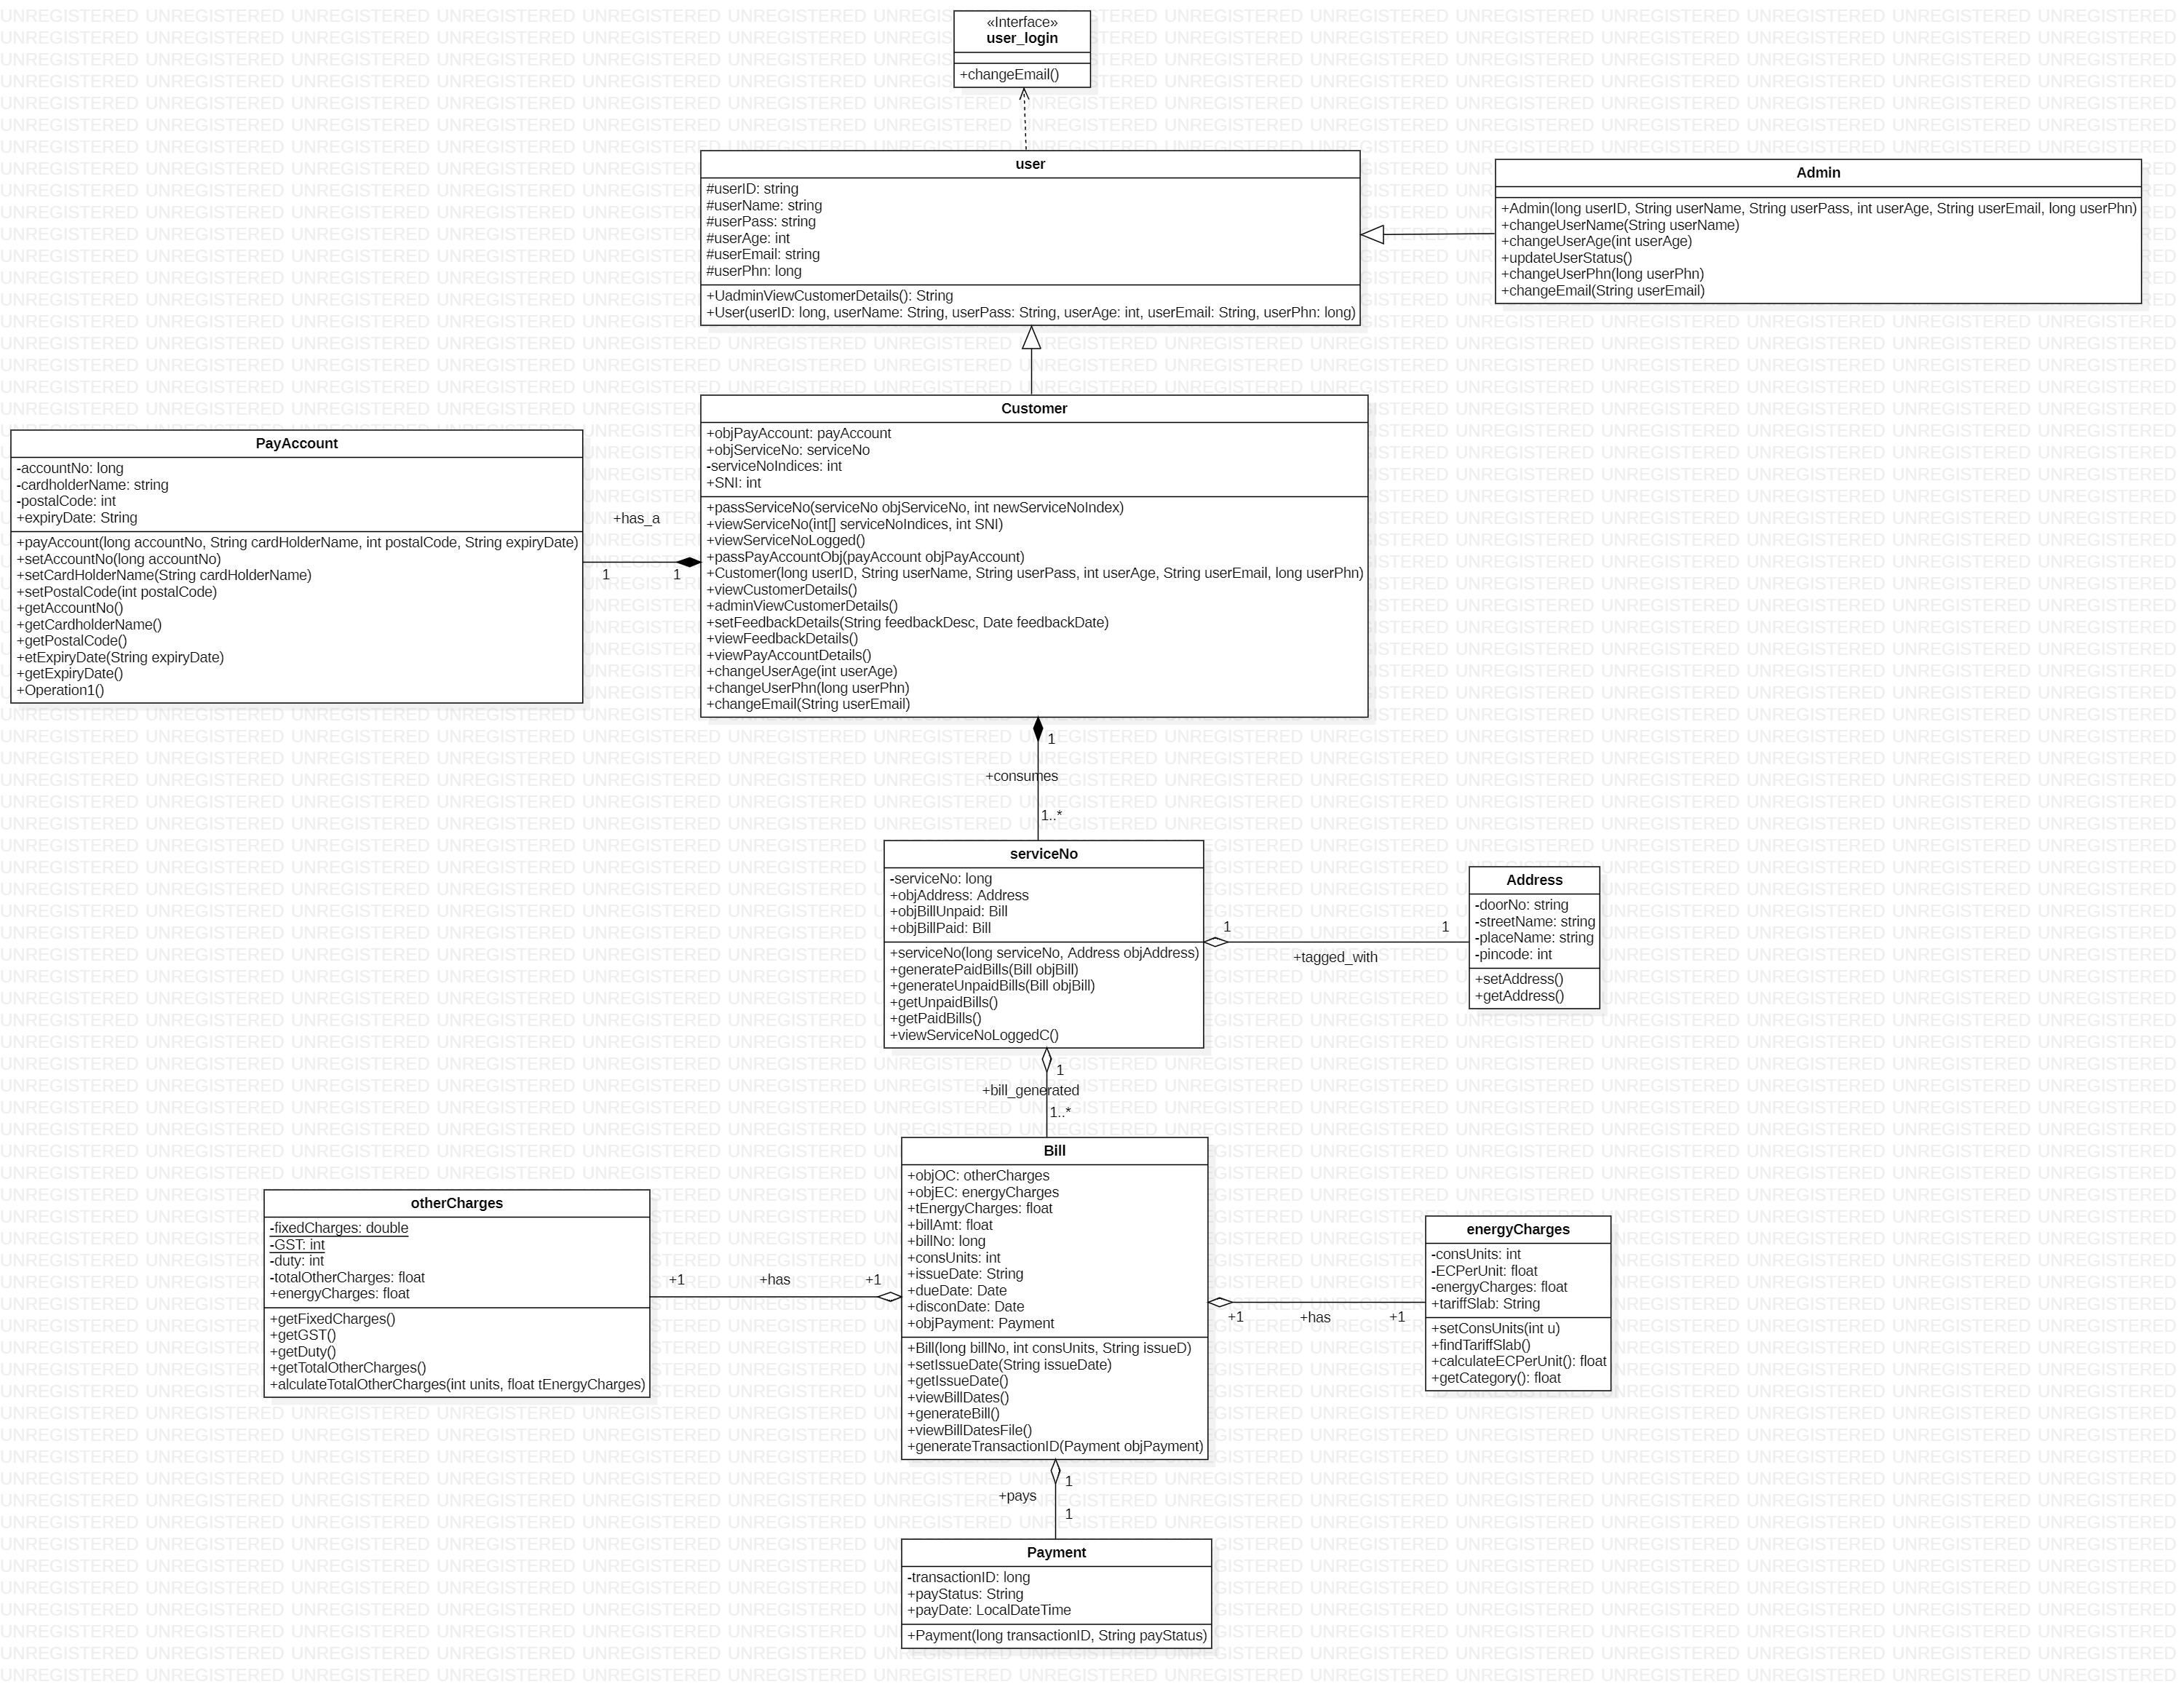 «Interface»
user_login
+changeEmail()
user
#userID: string
#userName: string
#userPass: string
#userAge: int
#userEmail: string
#userPhn: long
+UadminViewCustomerDetails(): String
+User(userID: long, userName: String, userPass: String, userAge: int, userEmail: String, userPhn: long)
Admin
+Admin(long userID, String userName, String userPass, int userAge, String userEmail, long userPhn)
+changeUserName(String userName)
+changeUserAge(int userAge)
+updateUserStatus()
+changeUserPhn(long userPhn)
+changeEmail(String userEmail)
Customer
+objPayAccount: payAccount
+objServiceNo: serviceNo
-serviceNoIndices: int
+SNI: int
+passServiceNo(serviceNo objServiceNo, int newServiceNoIndex)
+viewServiceNo(int[] serviceNoIndices, int SNI)
+viewServiceNoLogged()
+passPayAccountObj(payAccount objPayAccount)
+Customer(long userID, String userName, String userPass, int userAge, String userEmail, long userPhn)
+viewCustomerDetails()
+adminViewCustomerDetails()
+setFeedbackDetails(String feedbackDesc, Date feedbackDate)
+viewFeedbackDetails()
+viewPayAccountDetails()
+changeUserAge(int userAge)
+changeUserPhn(long userPhn)
+changeEmail(String userEmail)
PayAccount
-accountNo: long
-cardholderName: string
-postalCode: int
+expiryDate: String
+payAccount(long accountNo, String cardHolderName, int postalCode, String expiryDate)
+setAccountNo(long accountNo)
+setCardHolderName(String cardHolderName)
+setPostalCode(int postalCode)
+getAccountNo()
+getCardholderName()
+getPostalCode()
+etExpiryDate(String expiryDate)
+getExpiryDate()
+Operation1()
+has_a
1
1
1
+consumes
1..*
serviceNo
-serviceNo: long
+objAddress: Address
+objBillUnpaid: Bill
+objBillPaid: Bill
+serviceNo(long serviceNo, Address objAddress)
+generatePaidBills(Bill objBill)
+generateUnpaidBills(Bill objBill)
+getUnpaidBills()
+getPaidBills()
+viewServiceNoLoggedC()
1
1
+tagged_with
Address
-doorNo: string
-streetName: string
-placeName: string
-pincode: int
+setAddress()
+getAddress()
1
+bill_generated
1..*
Bill
+objOC: otherCharges
+objEC: energyCharges
+tEnergyCharges: float
+billAmt: float
+billNo: long
+consUnits: int
+issueDate: String
+dueDate: Date
+disconDate: Date
+objPayment: Payment
+Bill(long billNo, int consUnits, String issueD)
+setIssueDate(String issueDate)
+getIssueDate()
+viewBillDates()
+generateBill()
+viewBillDatesFile()
+generateTransactionID(Payment objPayment)
otherCharges
-fixedCharges: double
-GST: int
-duty: int
-totalOtherCharges: float
+energyCharges: float
+getFixedCharges()
+getGST()
+getDuty()
+getTotalOtherCharges()
+alculateTotalOtherCharges(int units, float tEnergyCharges)
+1
+has
+1
+1
+has
+1
energyCharges
-consUnits: int
-ECPerUnit: float
-energyCharges: float
+tariffSlab: String
+setConsUnits(int u)
+findTariffSlab()
+calculateECPerUnit(): float
+getCategory(): float
1
+pays
1
Payment
-transactionID: long
+payStatus: String
+payDate: LocalDateTime
+Payment(long transactionID, String payStatus)